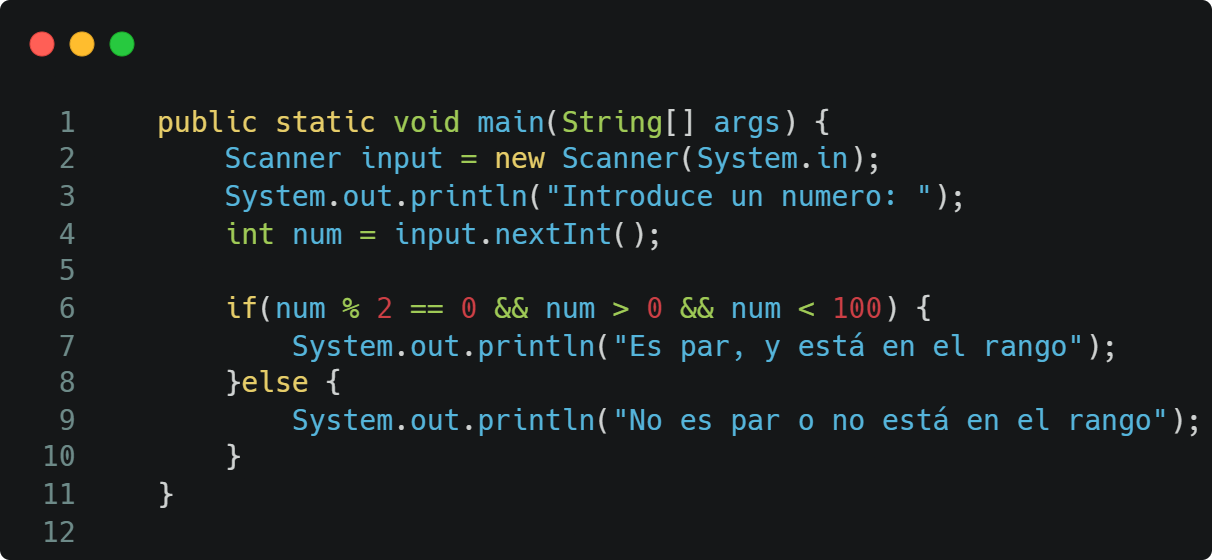 1 public static void main(String[] args) {
2 Scanner input = new Scanner(System.in);
3 System.out.println("Introduce un numero: ");
4 int num = input.nextInt();
5
6 if(num % 2 == 0 && num > 0 && num < 100) {
7 System.out.println("Es par, y está en el rango");
8 }else {
9 System.out.println("No es par o no está en el rango");
10 }
11 }
12